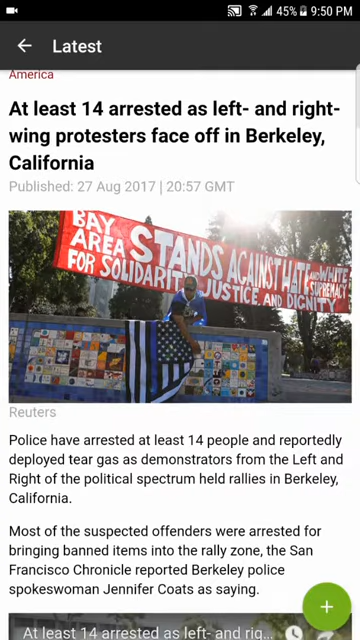 45% 9:50 PM
Latest
America
At least 14 arrested as left- and right-
wing protesters face off in Berkeley,
California
Published: 27 Aug 2017 | 20:57 GMT
BAY
AREA STANDS AGAINST HATE AND WHITE
FOR SOLIDARITY JUSTICE AND DIGNITY SUPREMACY
Reuters
Police have arrested at least 14 people and reportedly
deployed tear gas as demonstrators from the Left and
Right of the political spectrum held rallies in Berkeley,
California.
Most of the suspected offenders were arrested for
bringing banned items into the rally zone, the San
Francisco Chronicle reported Berkeley police
spokeswoman Jennifer Coats as saying.
At least 14 arrested as left- and rig...